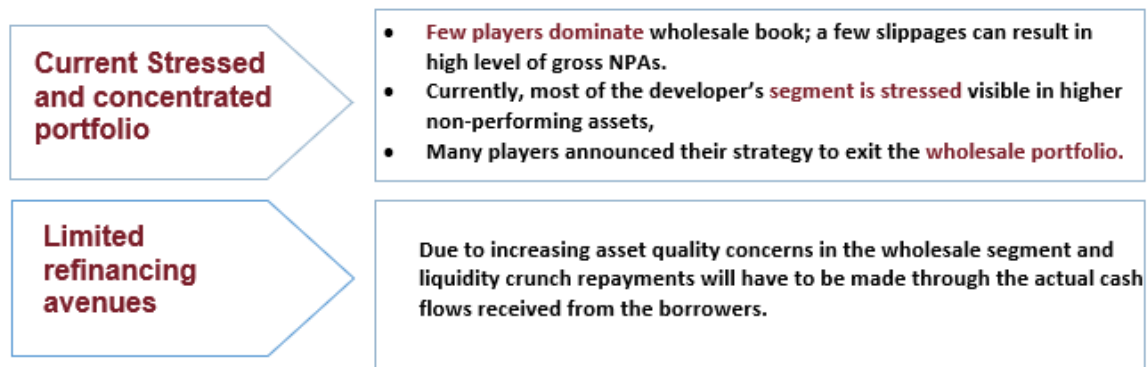 Current Stressed
and concentrated
portfolio
• Few players dominate wholesale book; a few slippages can result in
high level of gross NPAs.
• Currently, most of the developer's segment is stressed visible in higher
non-performing assets,
• Many players announced their strategy to exit the wholesale portfolio.
Limited
refinancing
avenues
Due to increasing asset quality concerns in the wholesale segment and
liquidity crunch repayments will have to be made through the actual cash
flows received from the borrowers.